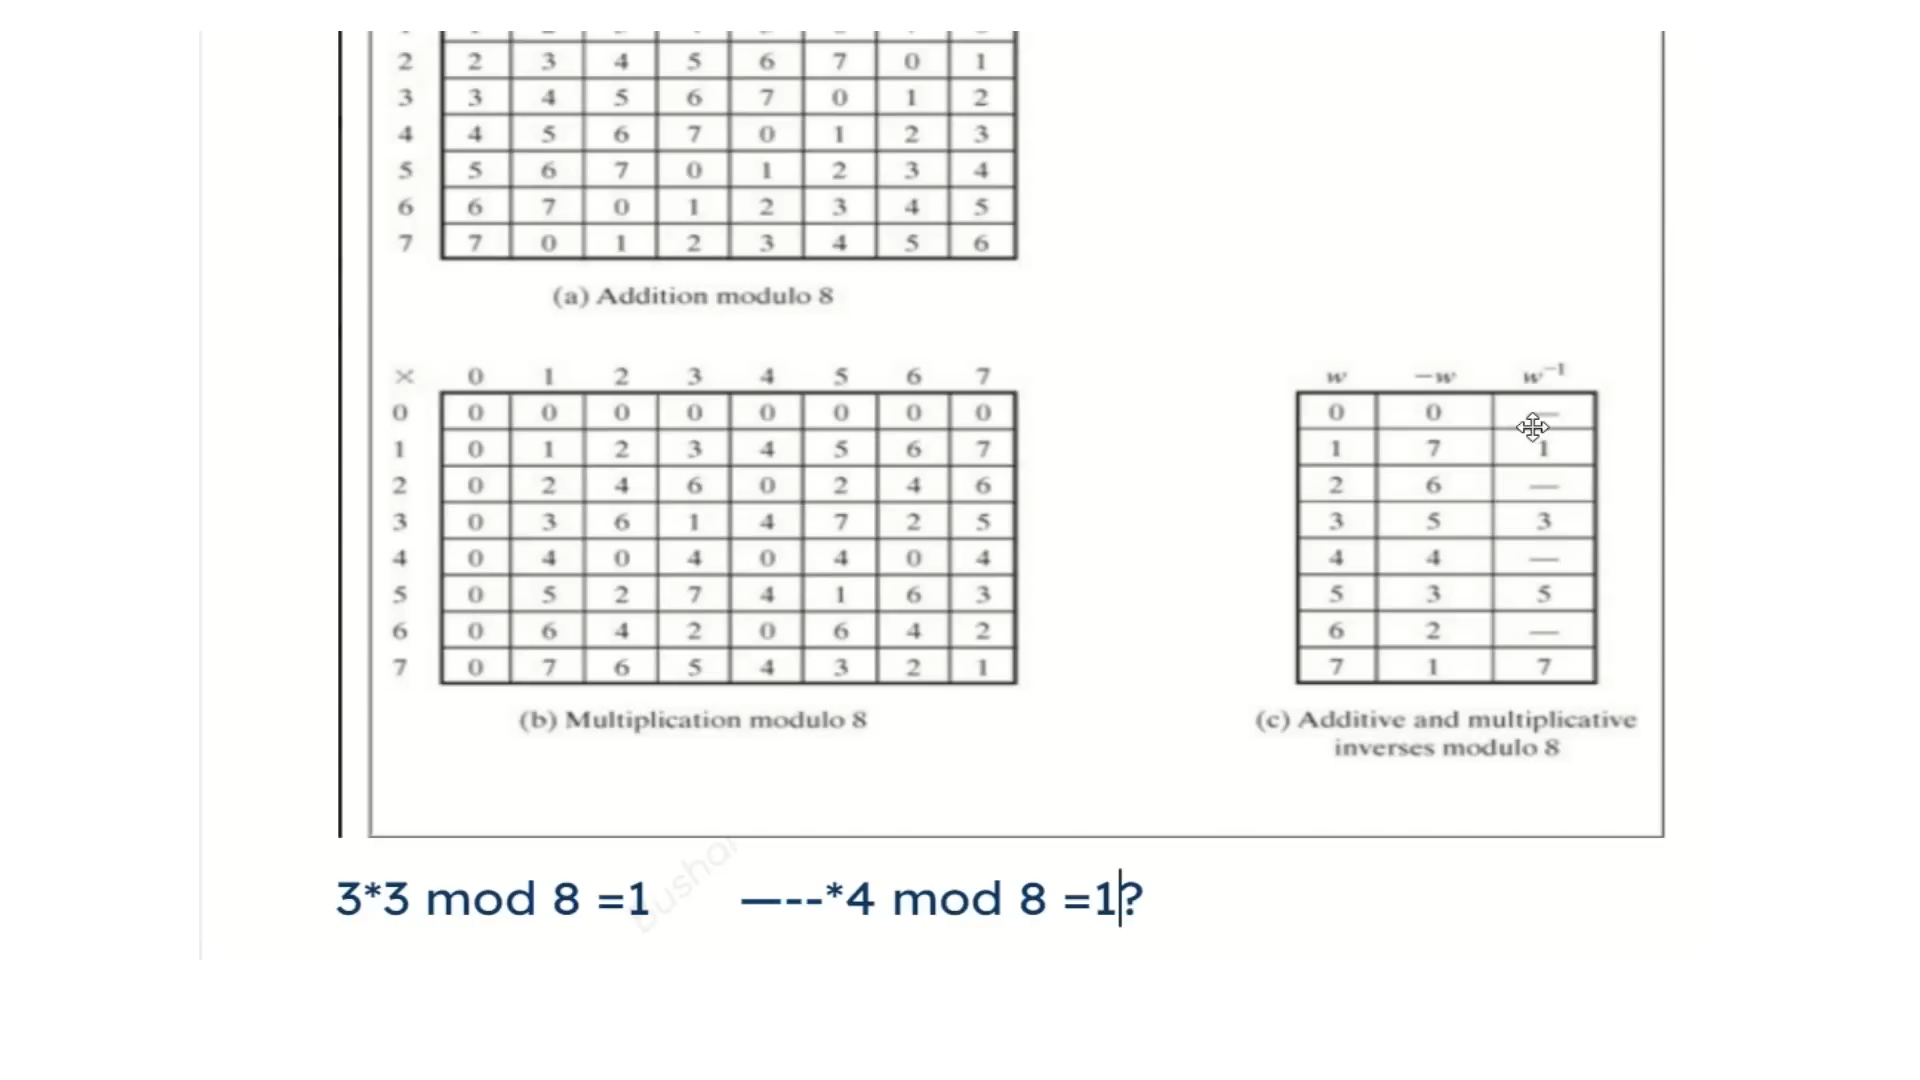 2 2 3 4 5 6 7 0 1
3 3 4 5 6 7 0 1 2
4 4 5 6 7 0 1 2 3
5 5 6 7 0 1 2 3 4
6 6 7 0 1 2 3 4 5
7 7 0 1 2 3 4 5 6
(a) Addition modulo 8
× 0 1 2 3 4 5 6 7
0 0 0 0 0 0 0 0 0
1 0 1 2 3 4 5 6 7
2 0 2 4 6 0 2 4 6
3 0 3 6 1 4 7 2 5
4 0 4 0 4 0 4 0 4
5 0 5 2 7 4 1 6 3
6 0 6 4 2 0 6 4 2
7 0 7 6 5 4 3 2 1
(b) Multiplication modulo 8
w −w w⁻¹
0 0 —
1 7 1
2 6 —
3 5 3
4 4 —
5 3 5
6 2 —
7 1 7
(c) Additive and multiplicative
inverses modulo 8
3*3 mod 8 =1 —--*4 mod 8 =1?